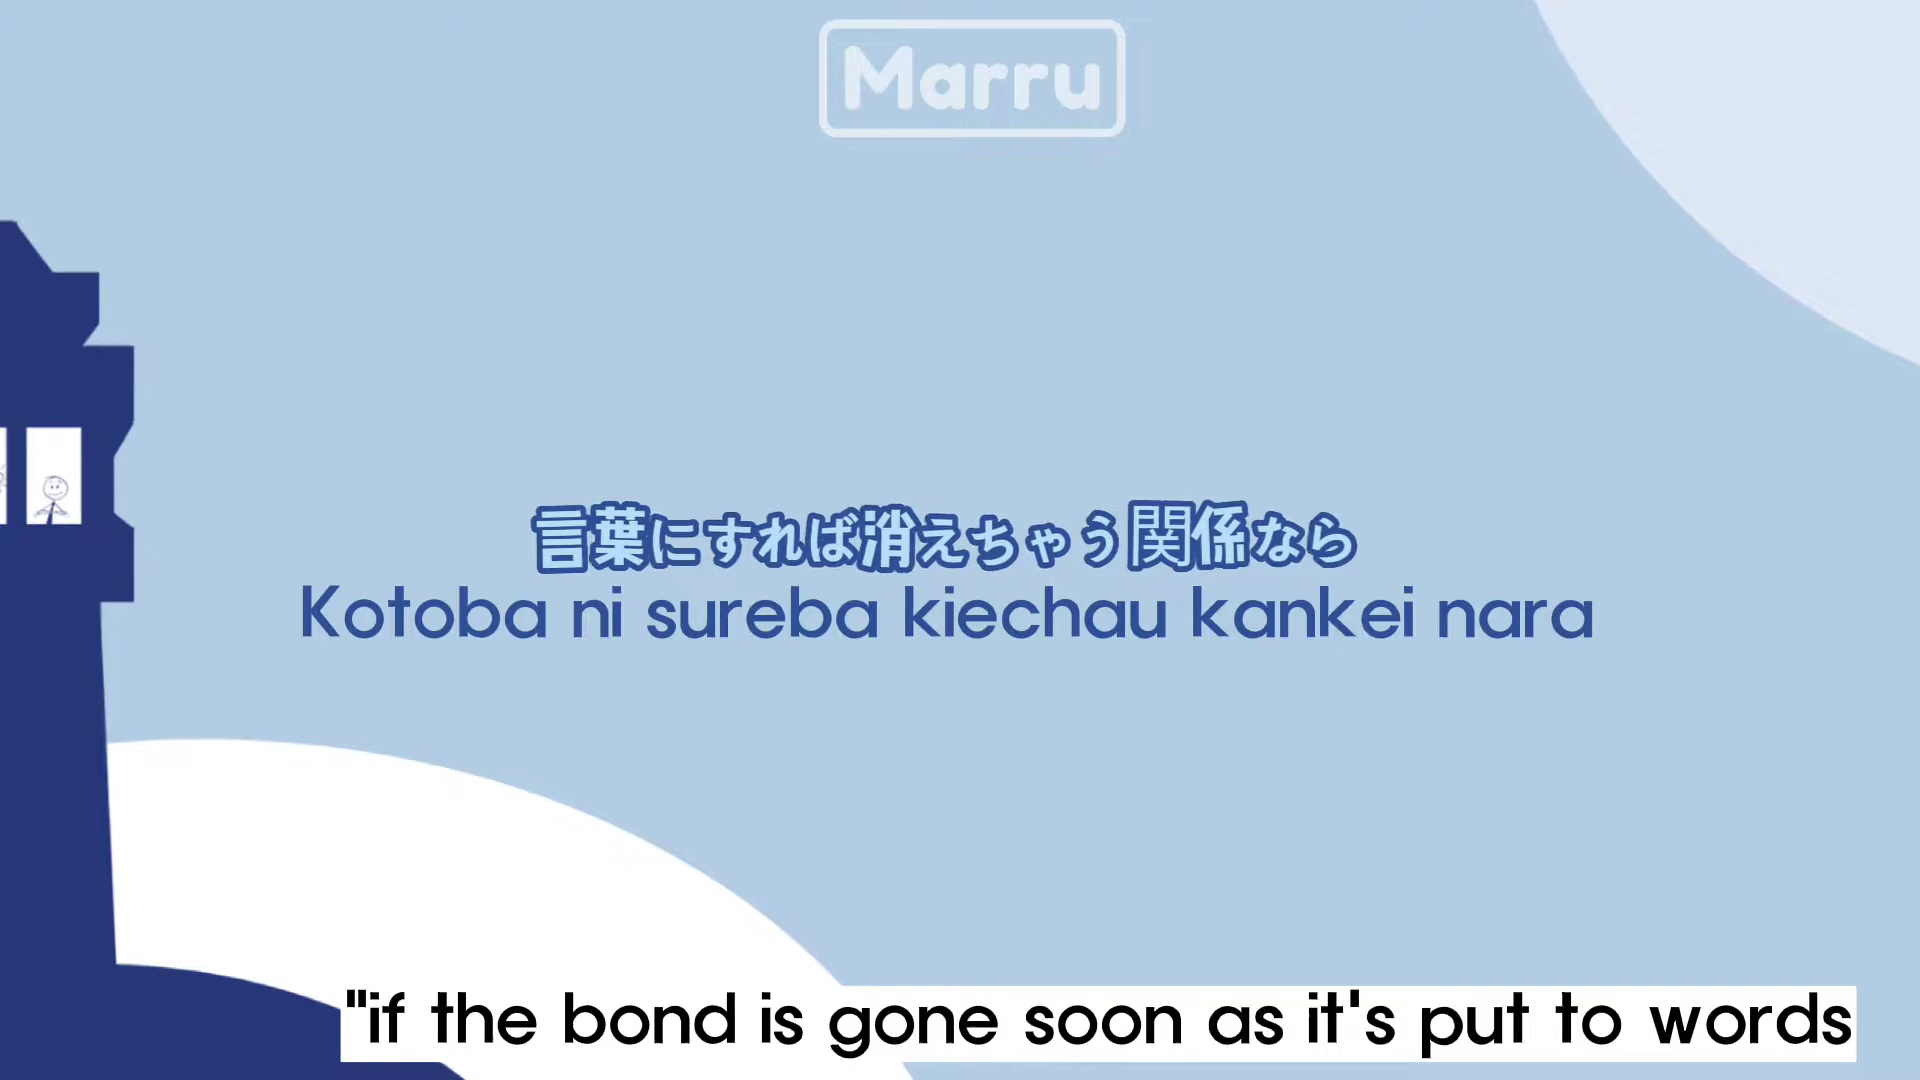 Marru
言葉にすれば消えちゃう関係なら
Kotoba ni sureba kiechau kankei nara
"if the bond is gone soon as it's put to words